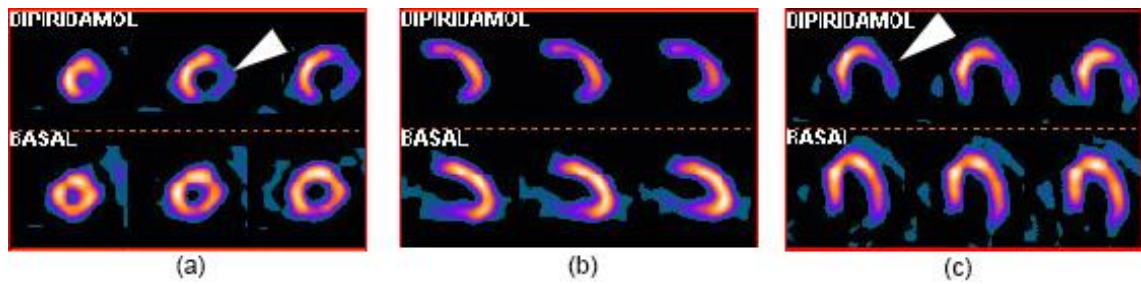 DIPIRIDAMOL
BASAL
(a)
DIPIRIDAMOL
BASAL
(b)
DIPIRIDAMOL
BASAL
(c)